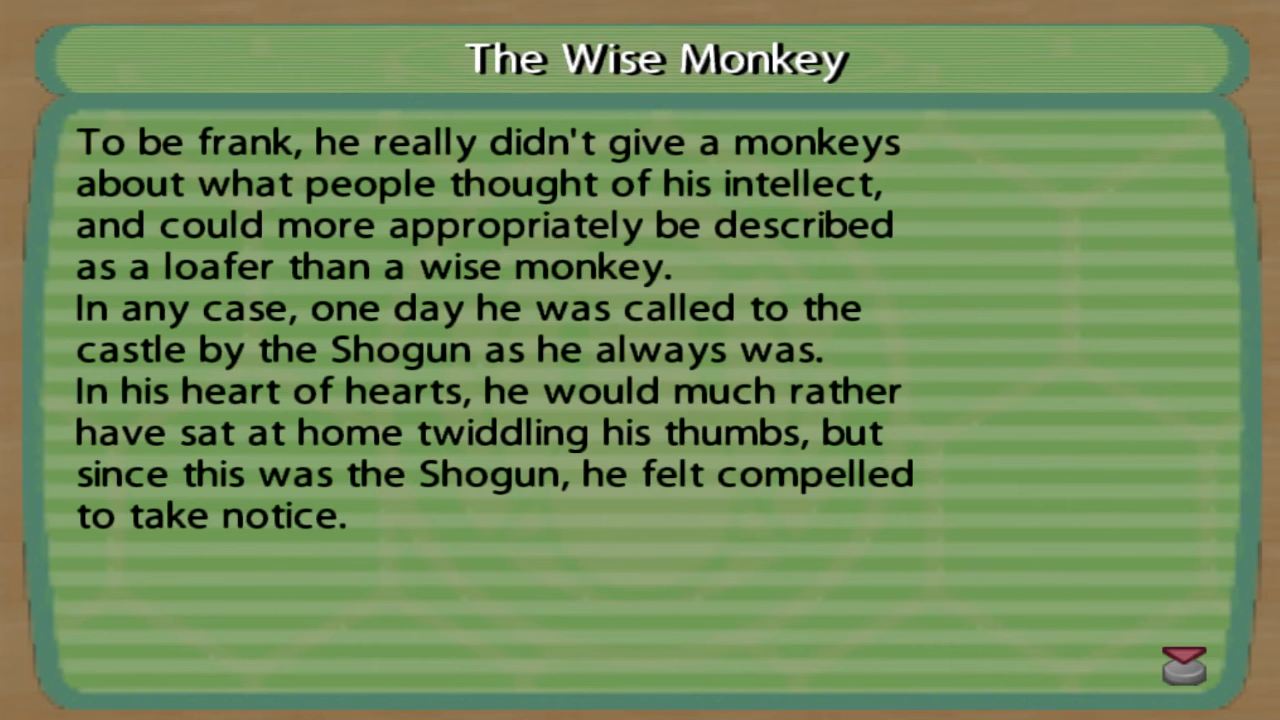 The Wise Monkey
To be frank, he really didn't give a monkeys
about what people thought of his intellect,
and could more appropriately be described
as a loafer than a wise monkey.
In any case, one day he was called to the
castle by the Shogun as he always was.
In his heart of hearts, he would much rather
have sat at home twiddling his thumbs, but
since this was the Shogun, he felt compelled
to take notice.